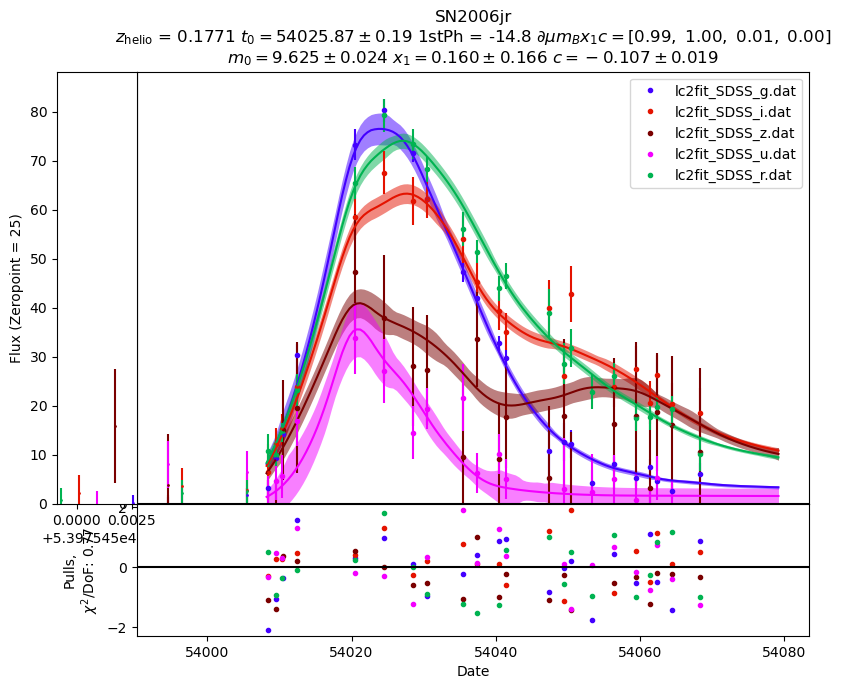 SN2006jr
z_helio = 0.1771 t_0 = 54025.87 ± 0.19 1stPh = -14.8 ∂μm_Bx_1c = [0.99, 1.00, 0.01, 0.00]
m_0 = 9.625 ± 0.024 x_1 = 0.160 ± 0.166 c = −0.107 ± 0.019
lc2fit_SDSS_g.dat
lc2fit_SDSS_i.dat
lc2fit_SDSS_z.dat
lc2fit_SDSS_u.dat
lc2fit_SDSS_r.dat
Flux (Zeropoint = 25)
80
70
60
50
40
30
20
10
0
0.0000 0.0025
+5.397545e4
Pulls,
χ²/DoF: 0.77
2
0
−2
54000 54020 54040 54060 54080
Date